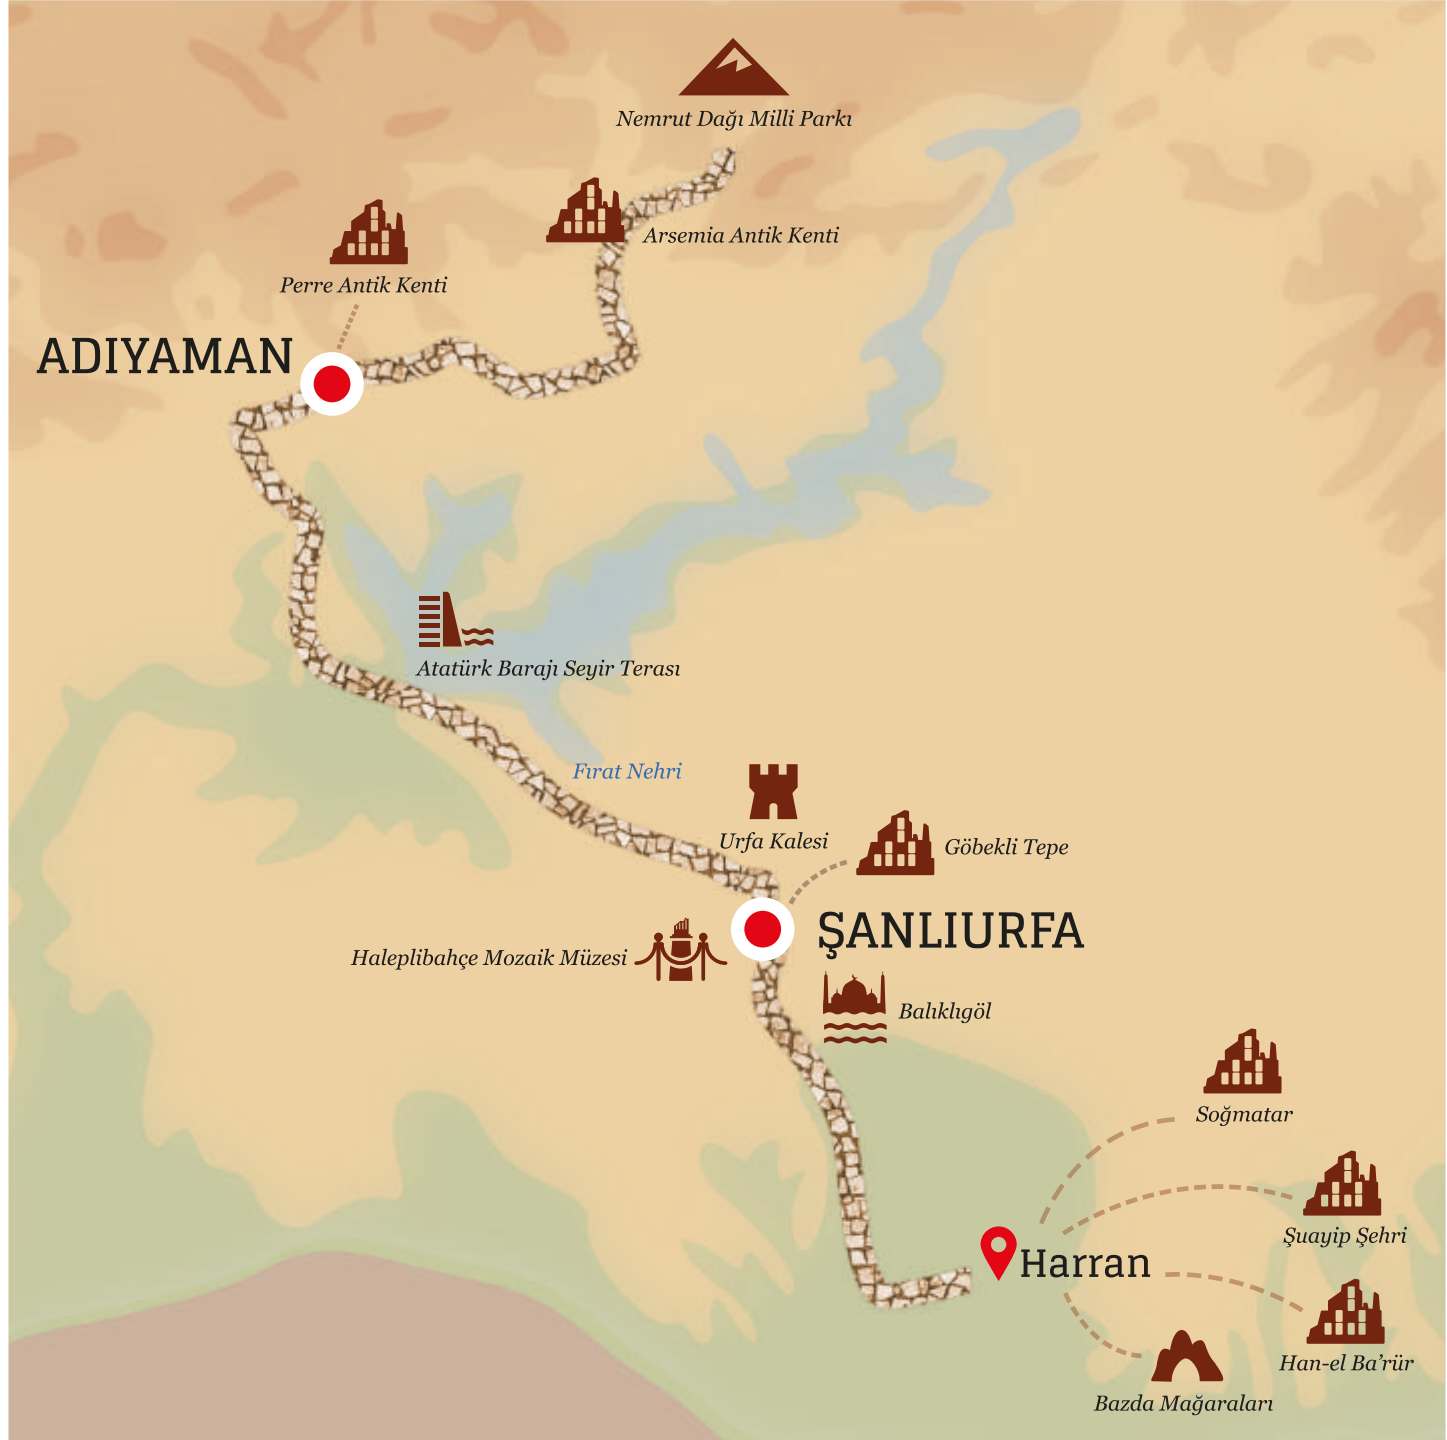 Nemrut Dağı Milli Parkı
Arsemia Antik Kenti
Perre Antik Kenti
ADIYAMAN
Atatürk Barajı Seyir Terası
Fırat Nehri
Urfa Kalesi
Göbekli Tepe
ŞANLIURFA
Haleplibahçe Mozaik Müzesi
Balıklıgöl
Soğmatar
Şuayip Şehri
Harran
Han-el Ba’rür
Bazda Mağaraları